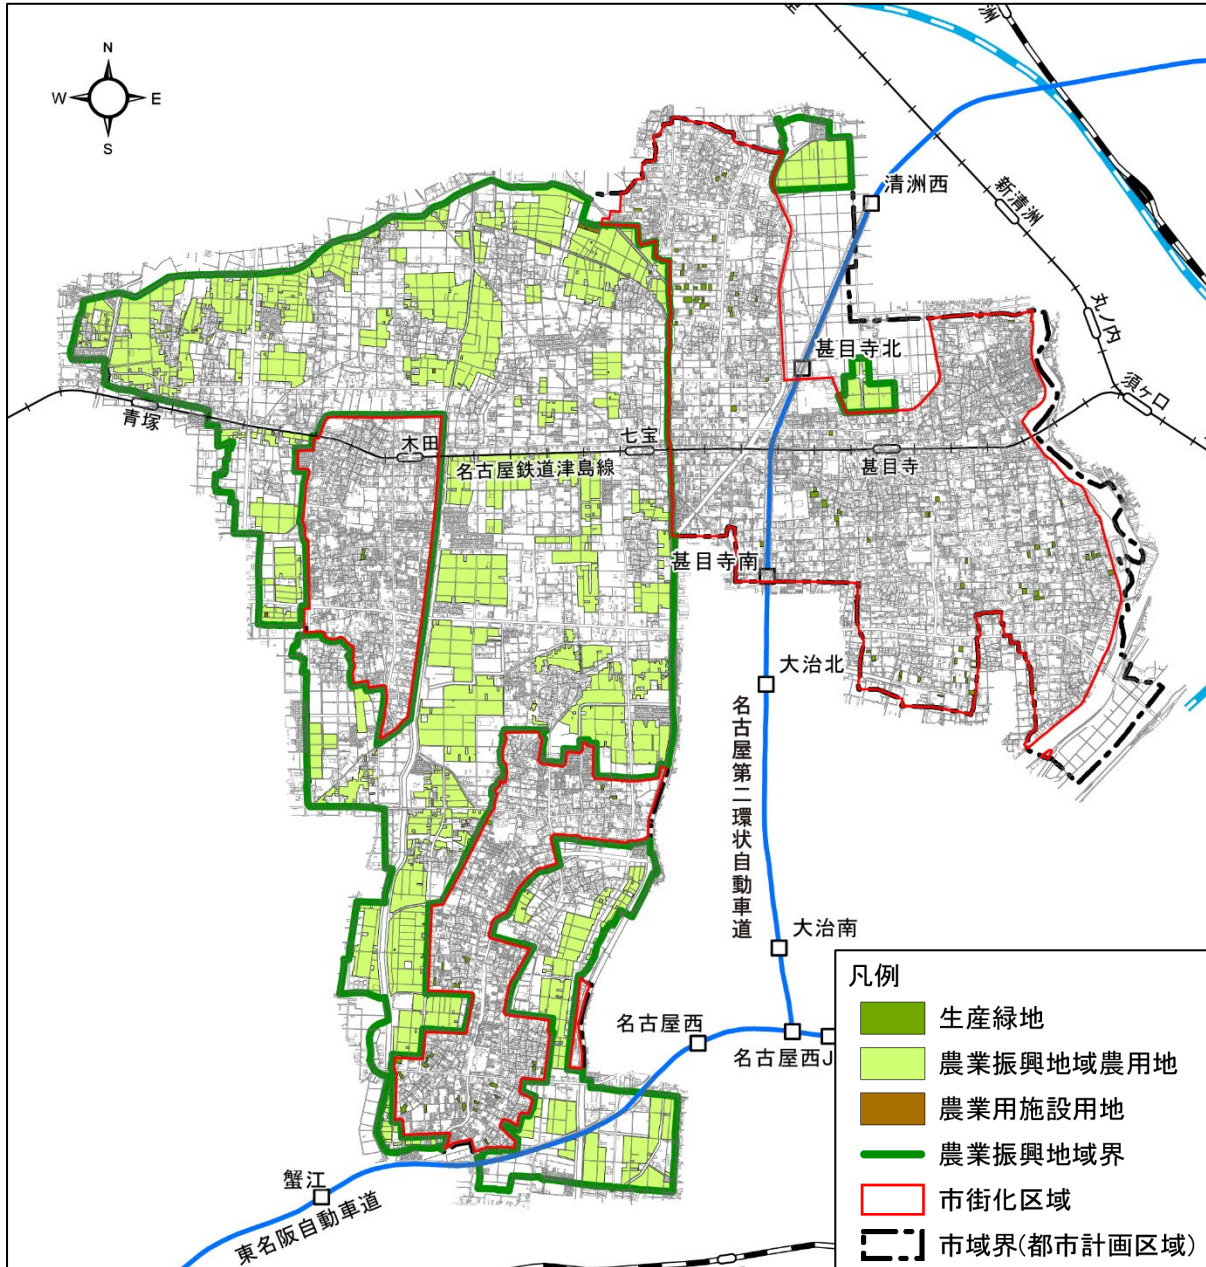 N
W
E
S
清洲西
新清洲
丸ノ内
須ヶ口
甚目寺北
青塚
木田
七宝
名古屋鉄道津島線
甚目寺
甚目寺南
大治北
名古屋第二環状自動車道
大治南
名古屋西
名古屋西J
蟹江
東名阪自動車道
凡例
生産緑地
農業振興地域農用地
農業用施設用地
農業振興地域界
市街化区域
市域界(都市計画区域)